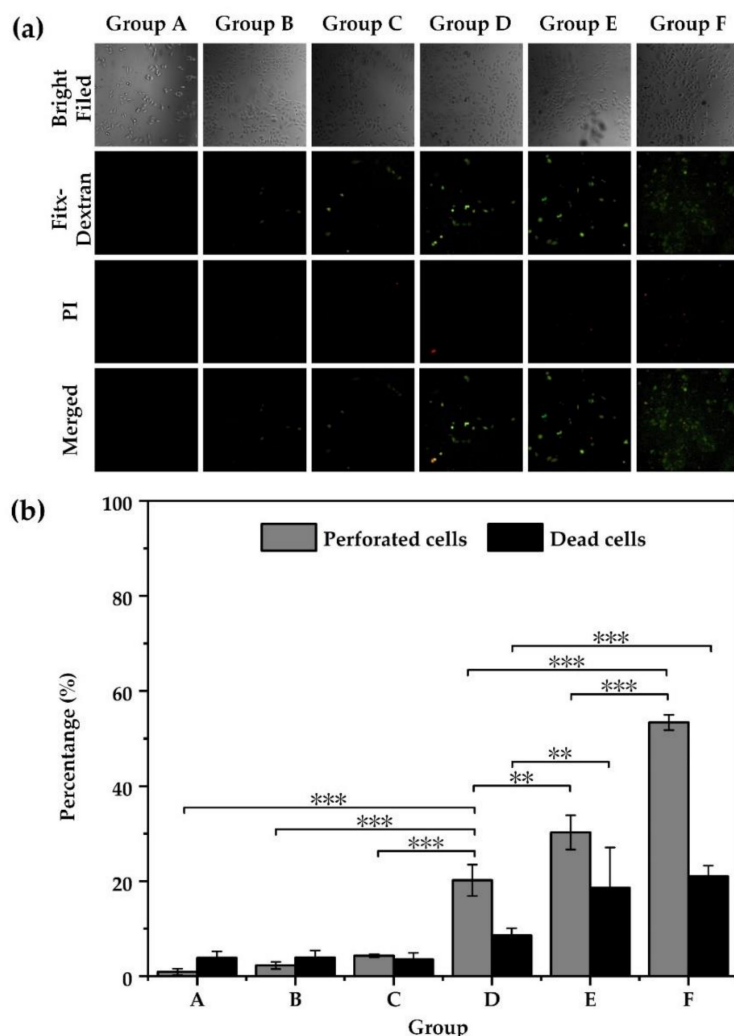 (a)
Group A Group B Group C Group D Group E Group F
Bright
Filed
Fitx-
Dextran
PI
Merged
(b)
100
80
60
40
20
0
Percentange (%)
Perforated cells Dead cells
***
***
***
**
**
***
***
***
A B C D E F
Group